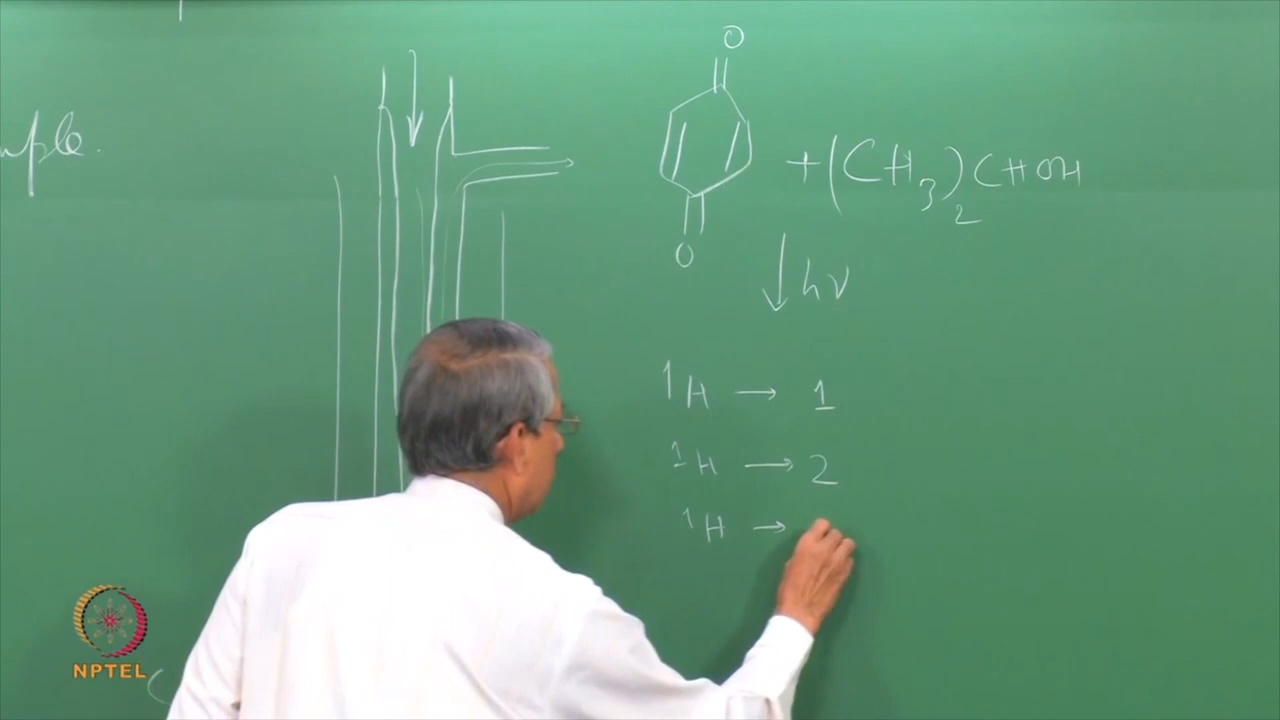 O
+(CH3)2CHOH
O
↓ hν
1H → 1
1H → 2
1H →
NPTEL